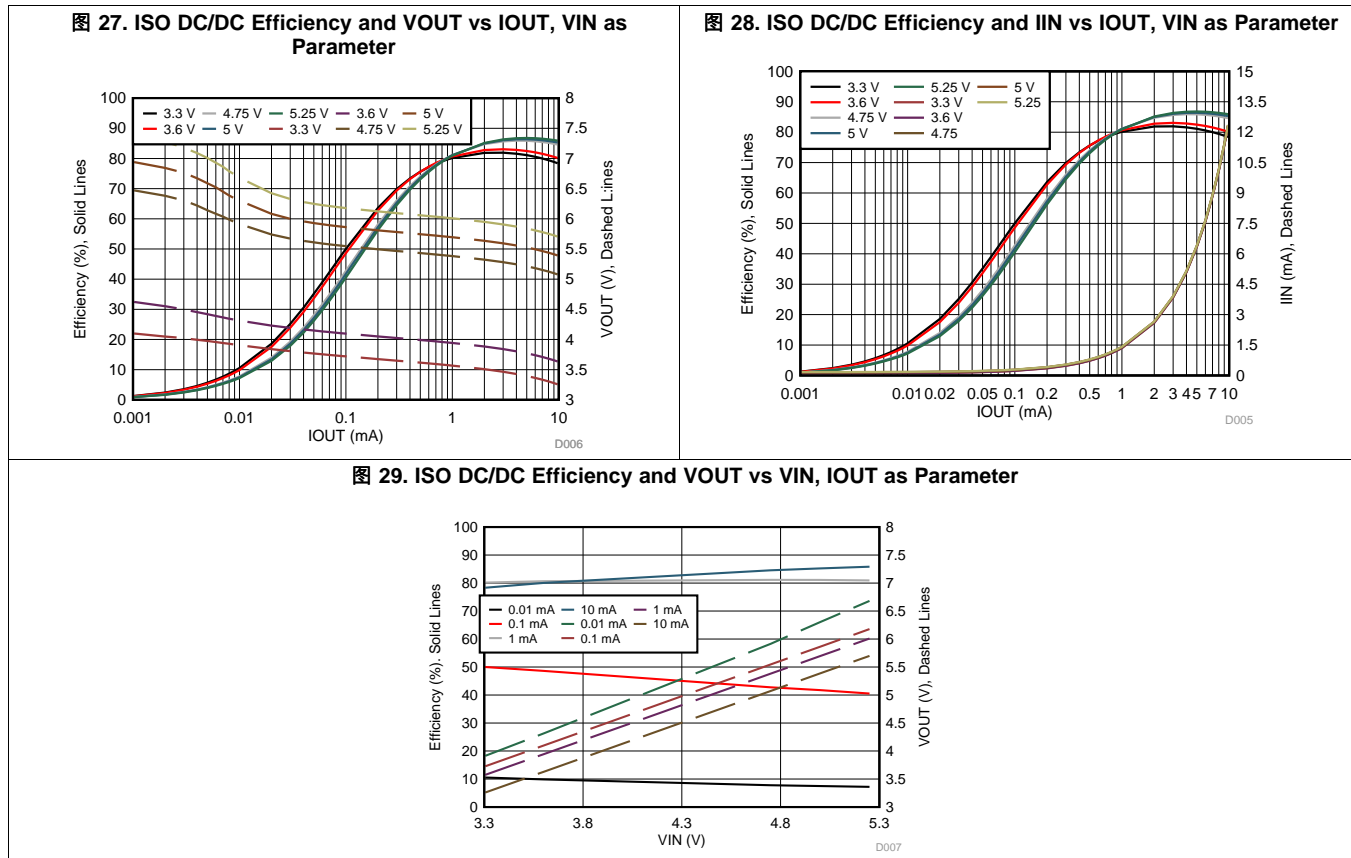 图 27. ISO DC/DC Efficiency and VOUT vs IOUT, VIN as
Parameter
100
90
80
70
60
50
40
30
20
10
0
Efficiency (%), Solid Lines
3.3 V 4.75 V 5.25 V 3.6 V 5 V
3.6 V 5 V 3.3 V 4.75 V 5.25 V
8
7.5
7
6.5
6
5.5
5
4.5
4
3.5
3
VOUT (V), Dashed L:ines
0.001 0.01 0.1 1 10
IOUT (mA)
D006
图 28. ISO DC/DC Efficiency and IIN vs IOUT, VIN as Parameter
100
90
80
70
60
50
40
30
20
10
0
Efficiency (%), Solid Lines
3.3 V 5.25 V 5 V
3.6 V 3.3 V 5.25
4.75 V 3.6 V
5 V 4.75
15
13.5
12
10.5
9
7.5
6
4.5
3
1.5
0
IIN (mA), Dashed Lines
0.001 0.01 0.02 0.05 0.1 0.2 0.5 1 2 3 4 5 7 10
IOUT (mA)
D005
图 29. ISO DC/DC Efficiency and VOUT vs VIN, IOUT as Parameter
100
90
80
70
60
50
40
30
20
10
0
Efficiency (%). Solid Lines
0.01 mA 10 mA 1 mA
0.1 mA 0.01 mA 10 mA
1 mA 0.1 mA
8
7.5
7
6.5
6
5.5
5
4.5
4
3.5
3
VOUT (V), Dashed Lines
3.3 3.8 4.3 4.8 5.3
VIN (V)
D007